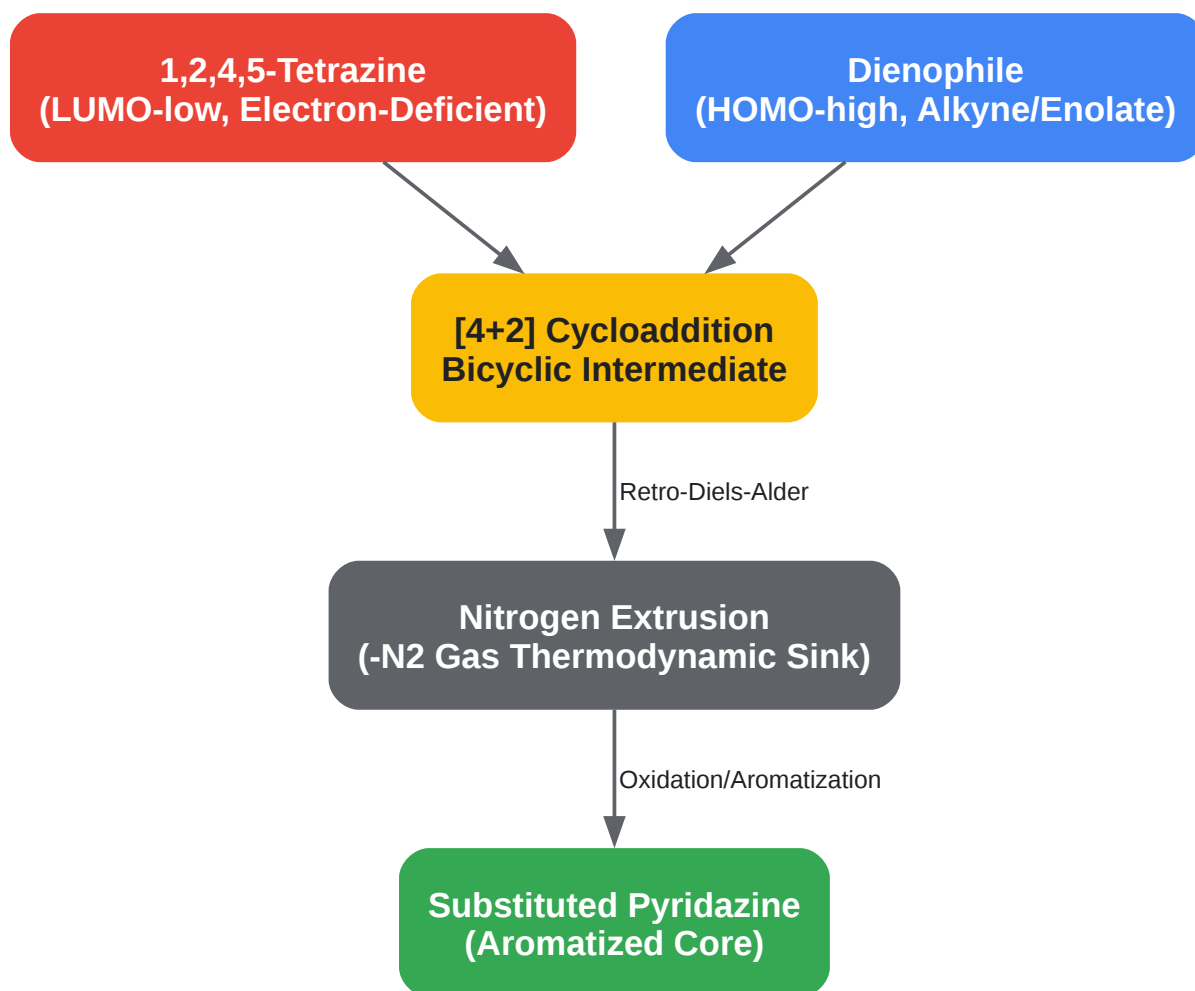 1,2,4,5-Tetrazine
(LUMO-low, Electron-Deficient)
Dienophile
(HOMO-high, Alkyne/Enolate)
[4+2] Cycloaddition
Bicyclic Intermediate
Retro-Diels-Alder
Nitrogen Extrusion
(-N2 Gas Thermodynamic Sink)
Oxidation/Aromatization
Substituted Pyridazine
(Aromatized Core)